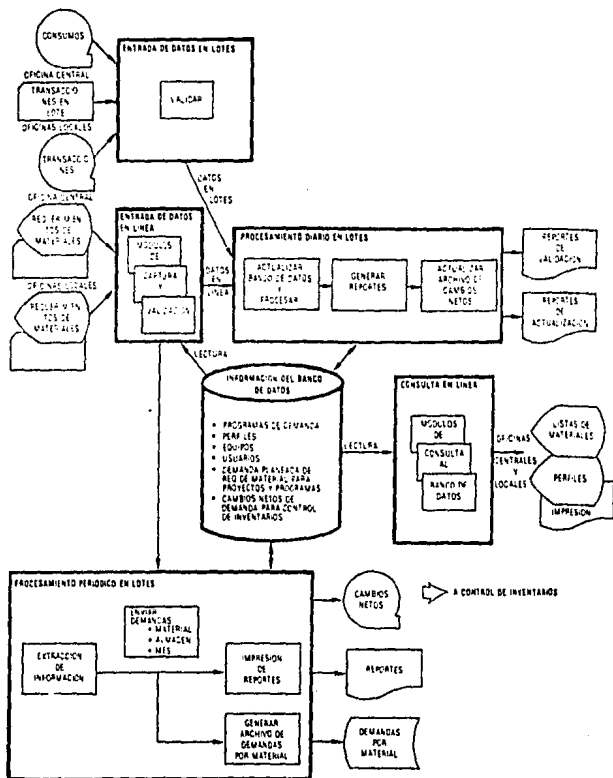 CONSUMOS
OFICINA CENTRAL
TRANSACCIO
NES EN
LOTE
OFICINAS LOCALES
TRANSACCIO
NES
ENTRADA DE DATOS EN LOTES
VALIDAR
DATOS
EN
LOTES
OFICINA CENTRAL
REQUERIMIEN
TOS DE
MATERIALES
OFICINAS LOCALES
REQUERIMIEN
TOS DE
MATERIALES
ENTRADA DE DATOS
EN LINEA
MODULOS
DE
CAPTURA
Y
VALIDACION
DATOS
EN
LINEA
PROCESAMIENTO DIARIO EN LOTES
ACTUALIZAR
BANCO DE DATOS
Y
PROCESAR
GENERAR
REPORTES
ACTUALIZAR
ARCHIVO DE
CAMBIOS
NETOS
REPORTES
DE
VALIDACION
REPORTES
DE
ACTUALIZACION
LECTURA
INFORMACION DEL BANCO
DE DATOS
• PROGRAMAS DE DEMANDA
• PERFILES
• EQUIPOS
• USUARIOS
• DEMANDA PLANEADA DE
REQ DE MATERIAL PARA
PROYECTOS Y PROGRAMAS
• CAMBIOS NETOS DE
DEMANDA PARA CONTROL
DE INVENTARIOS
LECTURA
CONSULTA EN LINEA
MODULOS
DE
CONSULTA
AL
BANCO DE
DATOS
OFICINAS
CENTRALES
Y
LOCALES
LISTAS DE
MATERIALES
PERFILES
IMPRESION
PROCESAMIENTO PERIODICO EN LOTES
ENVIAR
DEMANDAS
• MATERIAL
• ALMACEN
• MES
EXTRACCION
DE
INFORMACION
IMPRESION
DE
REPORTES
GENERAR
ARCHIVO DE
DEMANDAS
POR MATERIAL
CAMBIOS
NETOS
A CONTROL DE INVENTARIOS
REPORTES
DEMANDAS
POR
MATERIAL